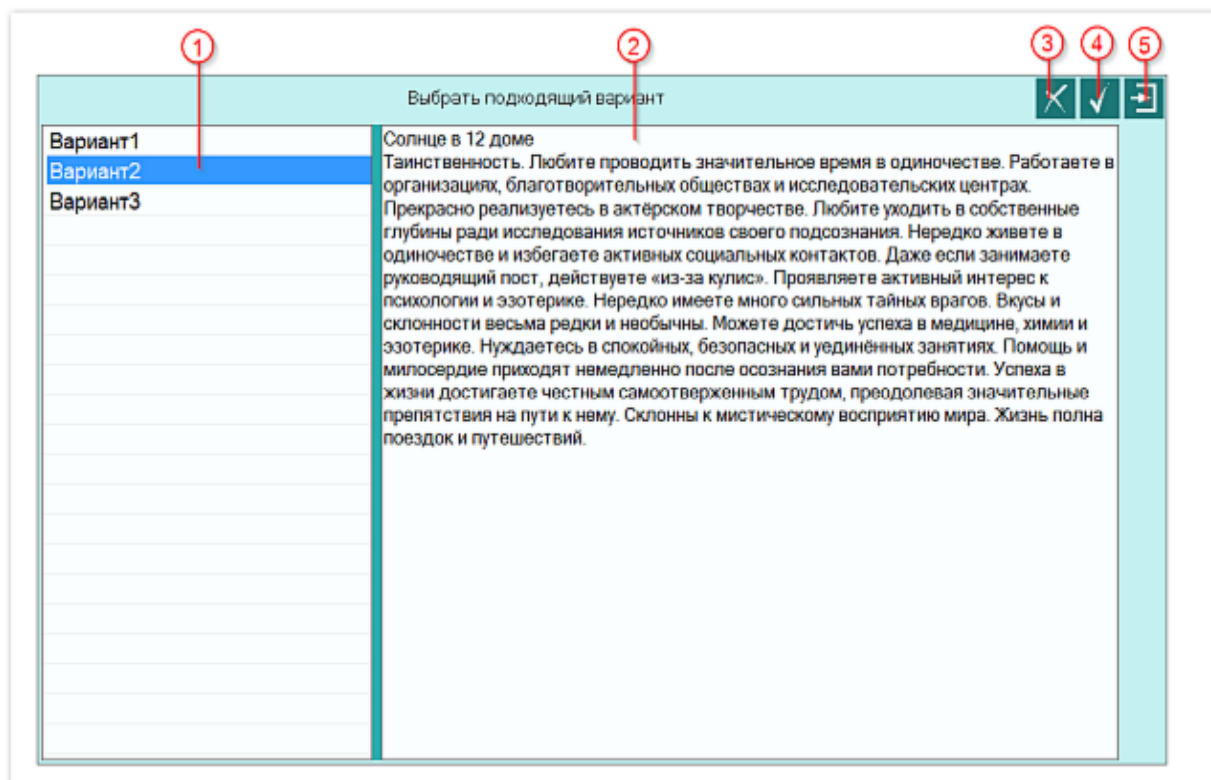 1 2 3 4 5
Выбрать подходящий вариант
Вариант1
Вариант2
Вариант3
Солнце в 12 доме
Таинственность. Любите проводить значительное время в одиночестве. Работаете в
организациях, благотворительных обществах и исследовательских центрах.
Прекрасно реализуетесь в актёрском творчестве. Любите уходить в собственные
глубины ради исследования источников своего подсознания. Нередко живете в
одиночестве и избегаете активных социальных контактов. Даже если занимаете
руководящий пост, действуете «из-за кулис». Проявляете активный интерес к
психологии и эзотерике. Нередко имеете много сильных тайных врагов. Вкусы и
склонности весьма редки и необычны. Можете достичь успеха в медицине, химии и
эзотерике. Нуждаетесь в спокойных, безопасных и уединённых занятиях. Помощь и
милосердие приходят немедленно после осознания вами потребности. Успеха в
жизни достигаете честным самоотверженным трудом, преодолевая значительные
препятствия на пути к нему. Склонны к мистическому восприятию мира. Жизнь полна
поездок и путешествий.